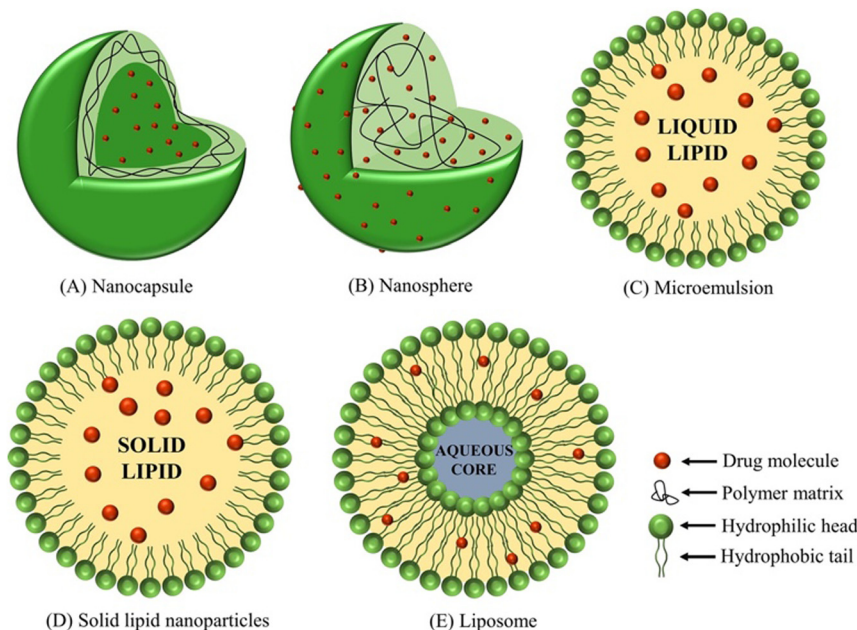 (A) Nanocapsule
(B) Nanosphere
LIQUID
LIPID
(C) Microemulsion
SOLID
LIPID
(D) Solid lipid nanoparticles
AQUEOUS
CORE
(E) Liposome
Drug molecule
Polymer matrix
Hydrophilic head
Hydrophobic tail